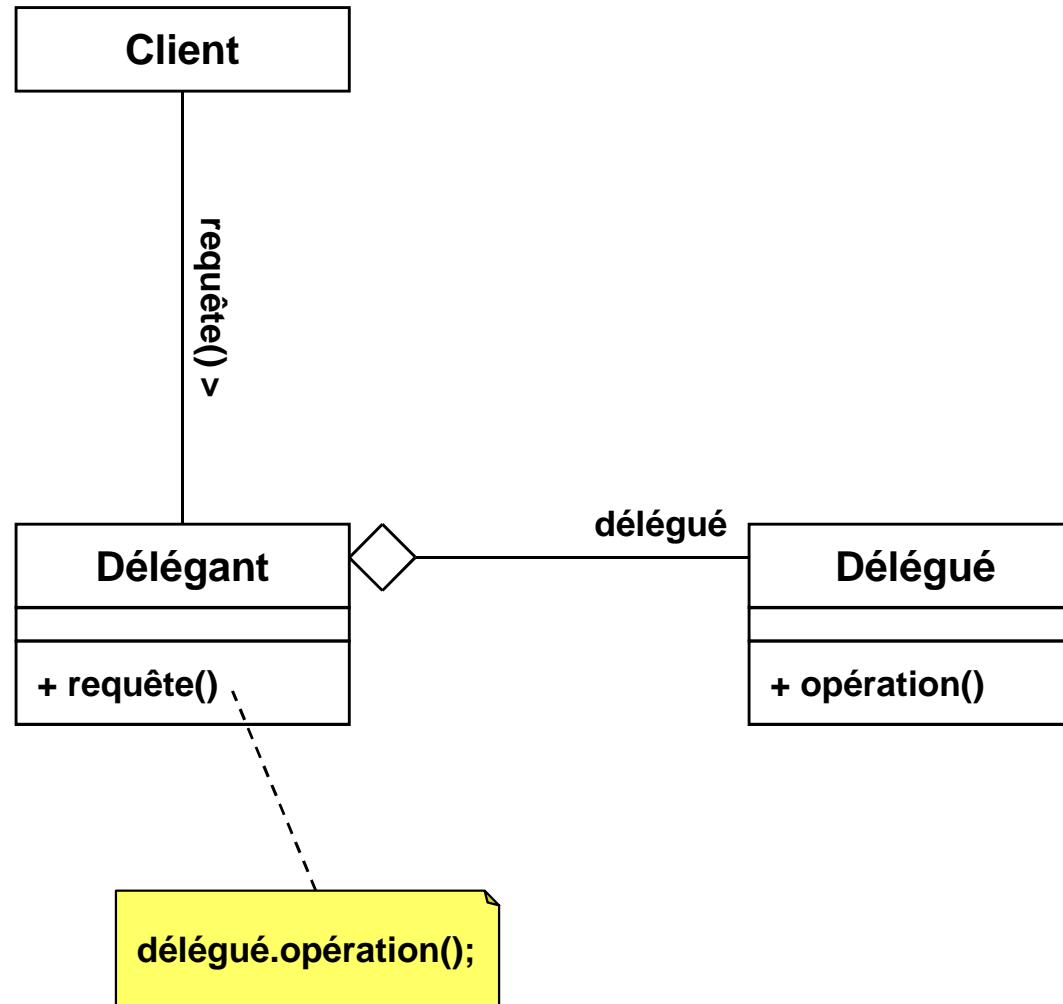 Client
requête() >
délégué
Délégant
Délégué
+ requête()
+ opération()
délégué.opération();